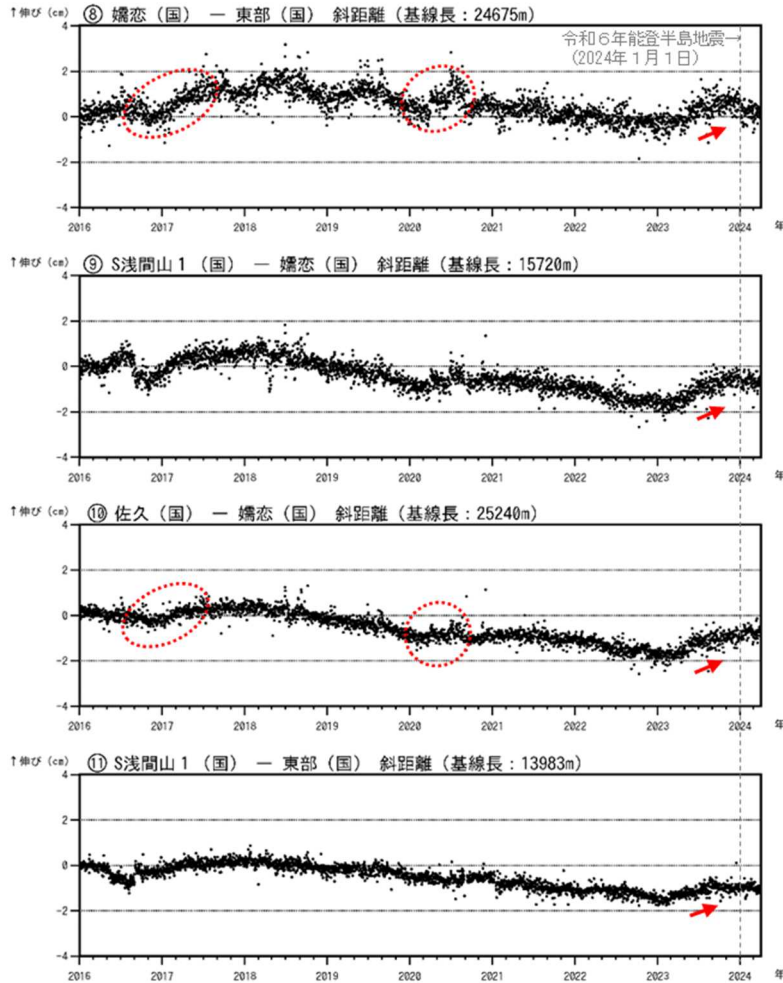 ↑伸び（cm） ⑧ 嬬恋（国） ― 東部（国） 斜距離（基線長：24675m）
令和６年能登半島地震→
（2024年１月１日）
4
2
0
-2
-4
2016 2017 2018 2019 2020 2021 2022 2023 2024 年
↑伸び（cm） ⑨ S浅間山１（国） ― 嬬恋（国） 斜距離（基線長：15720m）
4
2
0
-2
-4
2016 2017 2018 2019 2020 2021 2022 2023 2024 年
↑伸び（cm） ⑩ 佐久（国） ― 嬬恋（国） 斜距離（基線長：25240m）
4
2
0
-2
-4
2016 2017 2018 2019 2020 2021 2022 2023 2024 年
↑伸び（cm） ⑪ S浅間山１（国） ― 東部（国） 斜距離（基線長：13983m）
4
2
0
-2
-4
2016 2017 2018 2019 2020 2021 2022 2023 2024 年